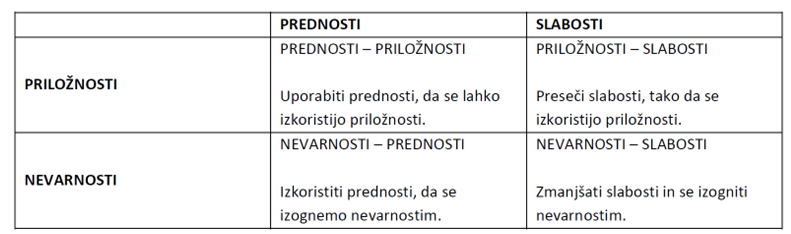 PREDNOSTI
SLABOSTI
PRILOŽNOSTI
PREDNOSTI – PRILOŽNOSTI
Uporabiti prednosti, da se lahko
izkoristijo priložnosti.
PRILOŽNOSTI – SLABOSTI
Preseči slabosti, tako da se
izkoristijo priložnosti.
NEVARNOSTI
NEVARNOSTI – PREDNOSTI
Izkoristiti prednosti, da se
izognemo nevarnostim.
NEVARNOSTI – SLABOSTI
Zmanjšati slabosti in se izogniti
nevarnostim.